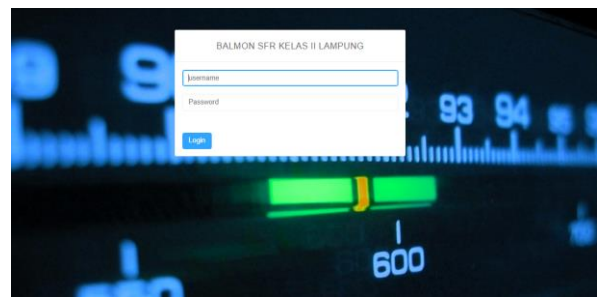 BALMON SFR KELAS II LAMPUNG
username
Password
Login
93 94
600